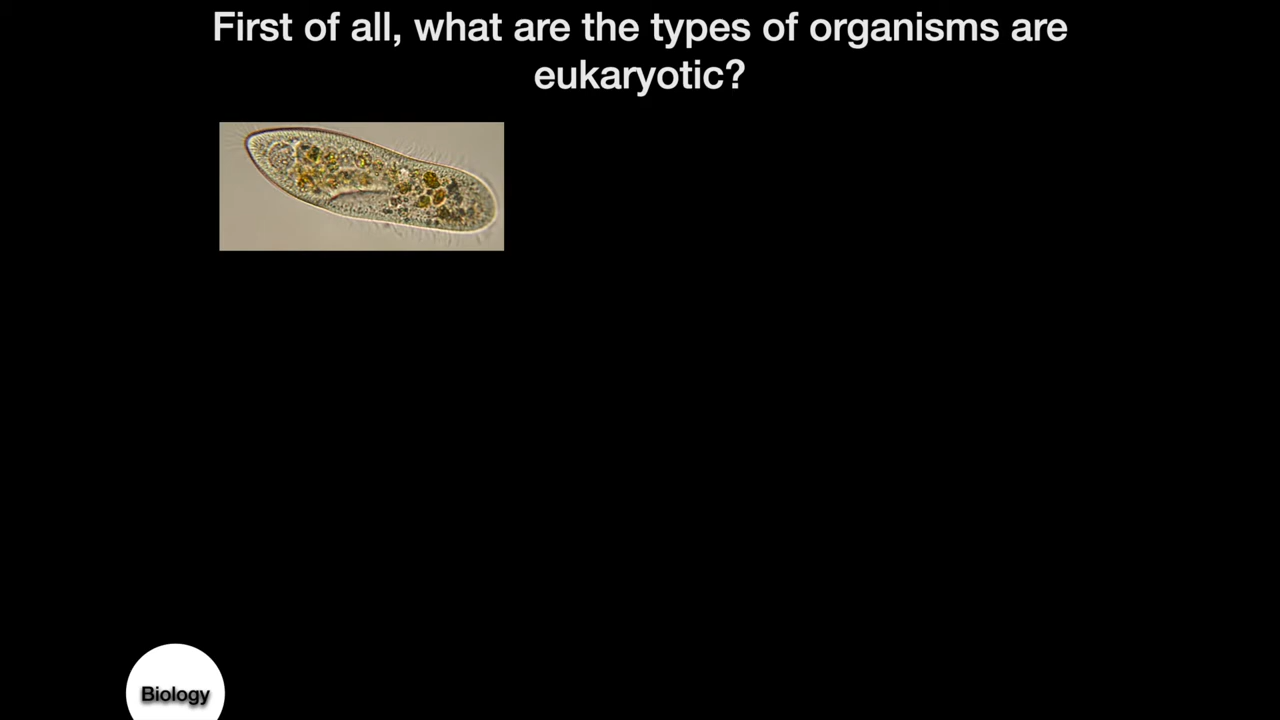 First of all, what are the types of organisms are
eukaryotic?
Biology